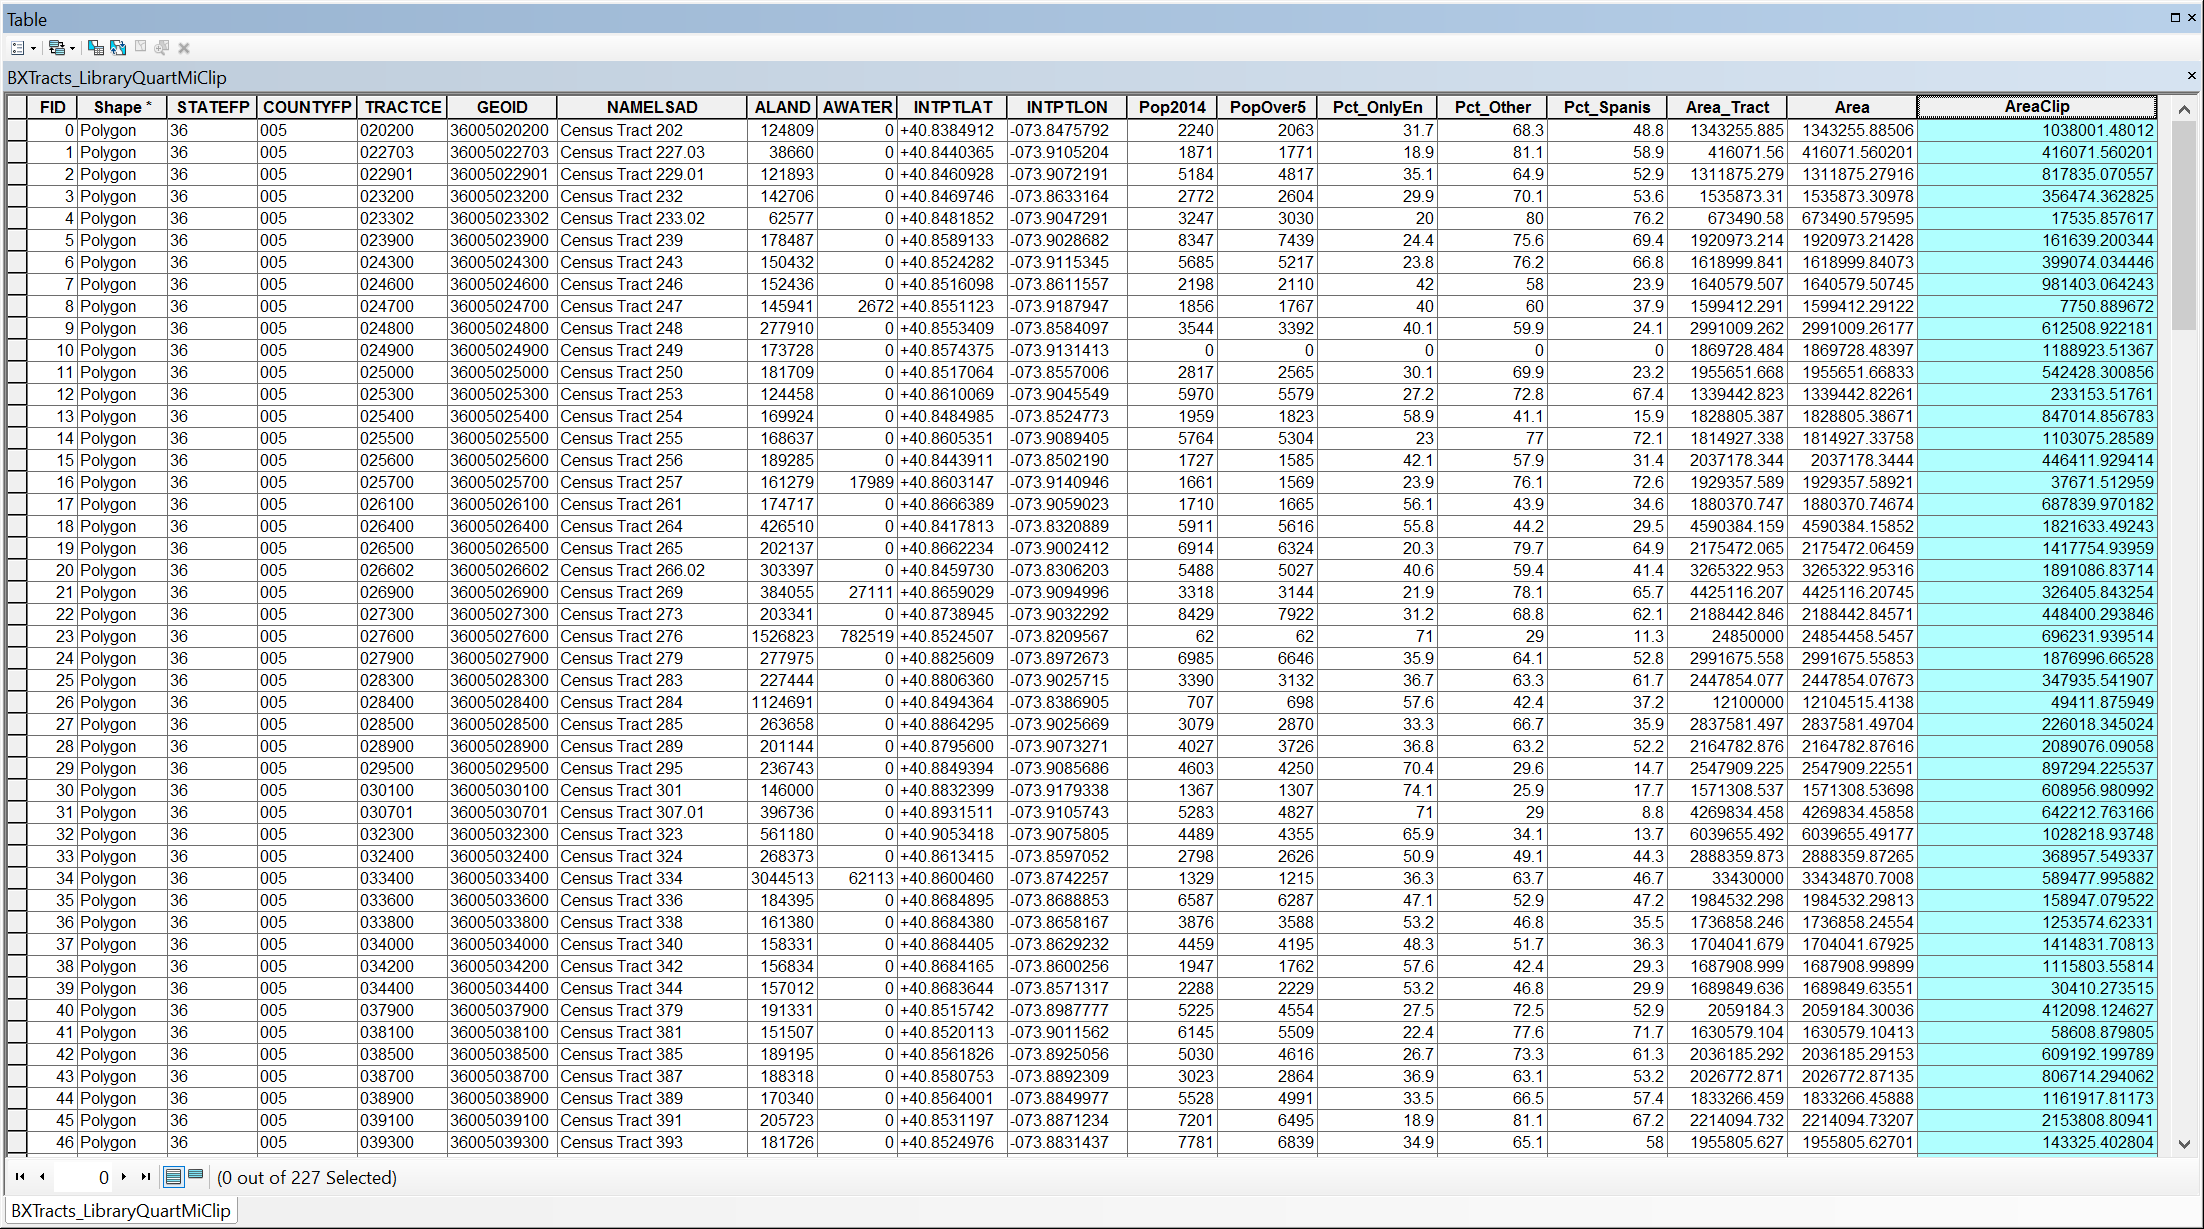 Table
BXTracts_LibraryQuartMiClip
FID Shape * STATEFP COUNTYFP TRACTCE GEOID NAMELSAD ALAND AWATER INTPTLAT INTPTLON Pop2014 PopOver5 Pct_OnlyEn Pct_Other Pct_Spanis Area_Tract Area AreaClip
0 Polygon 36 005 020200 36005020200 Census Tract 202 124809 0 +40.8384912 -073.8475792 2240 2063 31.7 68.3 48.8 1343255.885 1343255.88506 1038001.48012
1 Polygon 36 005 022703 36005022703 Census Tract 227.03 38660 0 +40.8440365 -073.9105204 1871 1771 18.9 81.1 58.9 416071.56 416071.560201 416071.560201
2 Polygon 36 005 022901 36005022901 Census Tract 229.01 121893 0 +40.8460928 -073.9072191 5184 4817 35.1 64.9 52.9 1311875.279 1311875.27916 817835.070557
3 Polygon 36 005 023200 36005023200 Census Tract 232 142706 0 +40.8469746 -073.8633164 2772 2604 29.9 70.1 53.6 1535873.31 1535873.30978 356474.362825
4 Polygon 36 005 023302 36005023302 Census Tract 233.02 62577 0 +40.8481852 -073.9047291 3247 3030 20 80 76.2 673490.58 673490.579595 17535.857617
5 Polygon 36 005 023900 36005023900 Census Tract 239 178487 0 +40.8589133 -073.9028682 8347 7439 24.4 75.6 69.4 1920973.214 1920973.21428 161639.200344
6 Polygon 36 005 024300 36005024300 Census Tract 243 150432 0 +40.8524282 -073.9115345 5685 5217 23.8 76.2 66.8 1618999.841 1618999.84073 399074.034446
7 Polygon 36 005 024600 36005024600 Census Tract 246 152436 0 +40.8516098 -073.8611557 2198 2110 42 58 23.9 1640579.507 1640579.50745 981403.064243
8 Polygon 36 005 024700 36005024700 Census Tract 247 145941 2672 +40.8551123 -073.9187947 1856 1767 40 60 37.9 1599412.291 1599412.29122 7750.889672
9 Polygon 36 005 024800 36005024800 Census Tract 248 277910 0 +40.8553409 -073.8584097 3544 3392 40.1 59.9 24.1 2991009.262 2991009.26177 612508.922181
10 Polygon 36 005 024900 36005024900 Census Tract 249 173728 0 +40.8574375 -073.9131413 0 0 0 0 0 1869728.484 1869728.48397 1188923.51367
11 Polygon 36 005 025000 36005025000 Census Tract 250 181709 0 +40.8517064 -073.8557006 2817 2565 30.1 69.9 23.2 1955651.668 1955651.66833 542428.300856
12 Polygon 36 005 025300 36005025300 Census Tract 253 124458 0 +40.8610069 -073.9045549 5970 5579 27.2 72.8 67.4 1339442.823 1339442.82261 233153.51761
13 Polygon 36 005 025400 36005025400 Census Tract 254 169924 0 +40.8484985 -073.8524773 1959 1823 58.9 41.1 15.9 1828805.387 1828805.38671 847014.856783
14 Polygon 36 005 025500 36005025500 Census Tract 255 168637 0 +40.8605351 -073.9089405 5764 5304 23 77 72.1 1814927.338 1814927.33758 1103075.28589
15 Polygon 36 005 025600 36005025600 Census Tract 256 189285 0 +40.8443911 -073.8502190 1727 1585 42.1 57.9 31.4 2037178.344 2037178.3444 446411.929414
16 Polygon 36 005 025700 36005025700 Census Tract 257 161279 17989 +40.8603147 -073.9140946 1661 1569 23.9 76.1 72.6 1929357.589 1929357.58921 37671.512959
17 Polygon 36 005 026100 36005026100 Census Tract 261 174717 0 +40.8666389 -073.9059023 1710 1665 56.1 43.9 34.6 1880370.747 1880370.74674 687839.970182
18 Polygon 36 005 026400 36005026400 Census Tract 264 426510 0 +40.8417813 -073.8320889 5911 5616 55.8 44.2 29.5 4590384.159 4590384.15852 1821633.49243
19 Polygon 36 005 026500 36005026500 Census Tract 265 202137 0 +40.8662234 -073.9002412 6914 6324 20.3 79.7 64.9 2175472.065 2175472.06459 1417754.93959
20 Polygon 36 005 026602 36005026602 Census Tract 266.02 303397 0 +40.8459730 -073.8306203 5488 5027 40.6 59.4 41.4 3265322.953 3265322.95316 1891086.83714
21 Polygon 36 005 026900 36005026900 Census Tract 269 384055 27111 +40.8659029 -073.9094996 3318 3144 21.9 78.1 65.7 4425116.207 4425116.20745 326405.843254
22 Polygon 36 005 027300 36005027300 Census Tract 273 203341 0 +40.8738945 -073.9032292 8429 7922 31.2 68.8 62.1 2188442.846 2188442.84571 448400.293846
23 Polygon 36 005 027600 36005027600 Census Tract 276 1526823 782519 +40.8524507 -073.8209567 62 62 71 29 11.3 24850000 24854458.5457 696231.939514
24 Polygon 36 005 027900 36005027900 Census Tract 279 277975 0 +40.8825609 -073.8972673 6985 6646 35.9 64.1 52.8 2991675.558 2991675.55853 1876996.66528
25 Polygon 36 005 028300 36005028300 Census Tract 283 227444 0 +40.8806360 -073.9025715 3390 3132 36.7 63.3 61.7 2447854.077 2447854.07673 347935.541907
26 Polygon 36 005 028400 36005028400 Census Tract 284 1124691 0 +40.8494364 -073.8386905 707 698 57.6 42.4 37.2 12100000 12104515.4138 49411.875949
27 Polygon 36 005 028500 36005028500 Census Tract 285 263658 0 +40.8864295 -073.9025669 3079 2870 33.3 66.7 35.9 2837581.497 2837581.49704 226018.345024
28 Polygon 36 005 028900 36005028900 Census Tract 289 201144 0 +40.8795600 -073.9073271 4027 3726 36.8 63.2 52.2 2164782.876 2164782.87616 2089076.09058
29 Polygon 36 005 029500 36005029500 Census Tract 295 236743 0 +40.8849394 -073.9085686 4603 4250 70.4 29.6 14.7 2547909.225 2547909.22551 897294.225537
30 Polygon 36 005 030100 36005030100 Census Tract 301 146000 0 +40.8832399 -073.9179338 1367 1307 74.1 25.9 17.7 1571308.537 1571308.53698 608956.980992
31 Polygon 36 005 030701 36005030701 Census Tract 307.01 396736 0 +40.8931511 -073.9105743 5283 4827 71 29 8.8 4269834.458 4269834.45858 642212.763166
32 Polygon 36 005 032300 36005032300 Census Tract 323 561180 0 +40.9053418 -073.9075805 4489 4355 65.9 34.1 13.7 6039655.492 6039655.49177 1028218.93748
33 Polygon 36 005 032400 36005032400 Census Tract 324 268373 0 +40.8613415 -073.8597052 2798 2626 50.9 49.1 44.3 2888359.873 2888359.87265 368957.549337
34 Polygon 36 005 033400 36005033400 Census Tract 334 3044513 62113 +40.8600460 -073.8742257 1329 1215 36.3 63.7 46.7 33430000 33434870.7008 589477.995882
35 Polygon 36 005 033600 36005033600 Census Tract 336 184395 0 +40.8684895 -073.8688853 6587 6287 47.1 52.9 47.2 1984532.298 1984532.29813 158947.079522
36 Polygon 36 005 033800 36005033800 Census Tract 338 161380 0 +40.8684380 -073.8658167 3876 3588 53.2 46.8 35.5 1736858.246 1736858.24554 1253574.62331
37 Polygon 36 005 034000 36005034000 Census Tract 340 158331 0 +40.8684405 -073.8629232 4459 4195 48.3 51.7 36.3 1704041.679 1704041.67925 1414831.70813
38 Polygon 36 005 034200 36005034200 Census Tract 342 156834 0 +40.8684165 -073.8600256 1947 1762 57.6 42.4 29.3 1687908.999 1687908.99899 1115803.55814
39 Polygon 36 005 034400 36005034400 Census Tract 344 157012 0 +40.8683644 -073.8571317 2288 2229 53.2 46.8 29.9 1689849.636 1689849.63551 30410.273515
40 Polygon 36 005 037900 36005037900 Census Tract 379 191331 0 +40.8515742 -073.8987777 5225 4554 27.5 72.5 52.9 2059184.3 2059184.30036 412098.124627
41 Polygon 36 005 038100 36005038100 Census Tract 381 151507 0 +40.8520113 -073.9011562 6145 5509 22.4 77.6 71.7 1630579.104 1630579.10413 58608.879805
42 Polygon 36 005 038500 36005038500 Census Tract 385 189195 0 +40.8561826 -073.8925056 5030 4616 26.7 73.3 61.3 2036185.292 2036185.29153 609192.199789
43 Polygon 36 005 038700 36005038700 Census Tract 387 188318 0 +40.8580753 -073.8892309 3023 2864 36.9 63.1 53.2 2026772.871 2026772.87135 806714.294062
44 Polygon 36 005 038900 36005038900 Census Tract 389 170340 0 +40.8564001 -073.8849977 5528 4991 33.5 66.5 57.4 1833266.459 1833266.45888 1161917.81173
45 Polygon 36 005 039100 36005039100 Census Tract 391 205723 0 +40.8531197 -073.8871234 7201 6495 18.9 81.1 67.2 2214094.732 2214094.73207 2153808.80941
46 Polygon 36 005 039300 36005039300 Census Tract 393 181726 0 +40.8524976 -073.8831437 7781 6839 34.9 65.1 58 1955805.627 1955805.62701 143325.402804
0 (0 out of 227 Selected)
BXTracts_LibraryQuartMiClip